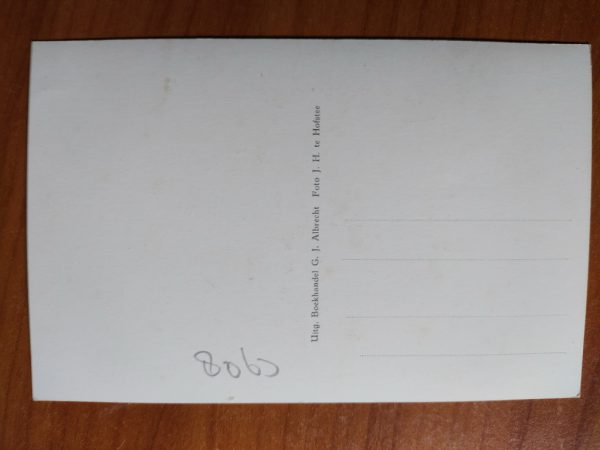 Uitg. Boekhandel G. J. Albrecht Foto J. H. te Hofstee